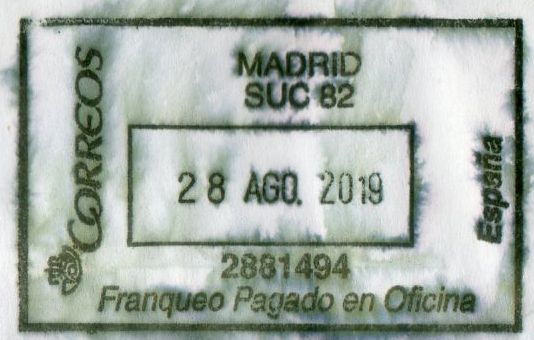 CORREOS
MADRID
SUC 82
28 AGO. 2019
España
2881494
Franqueo Pagado en Oficina